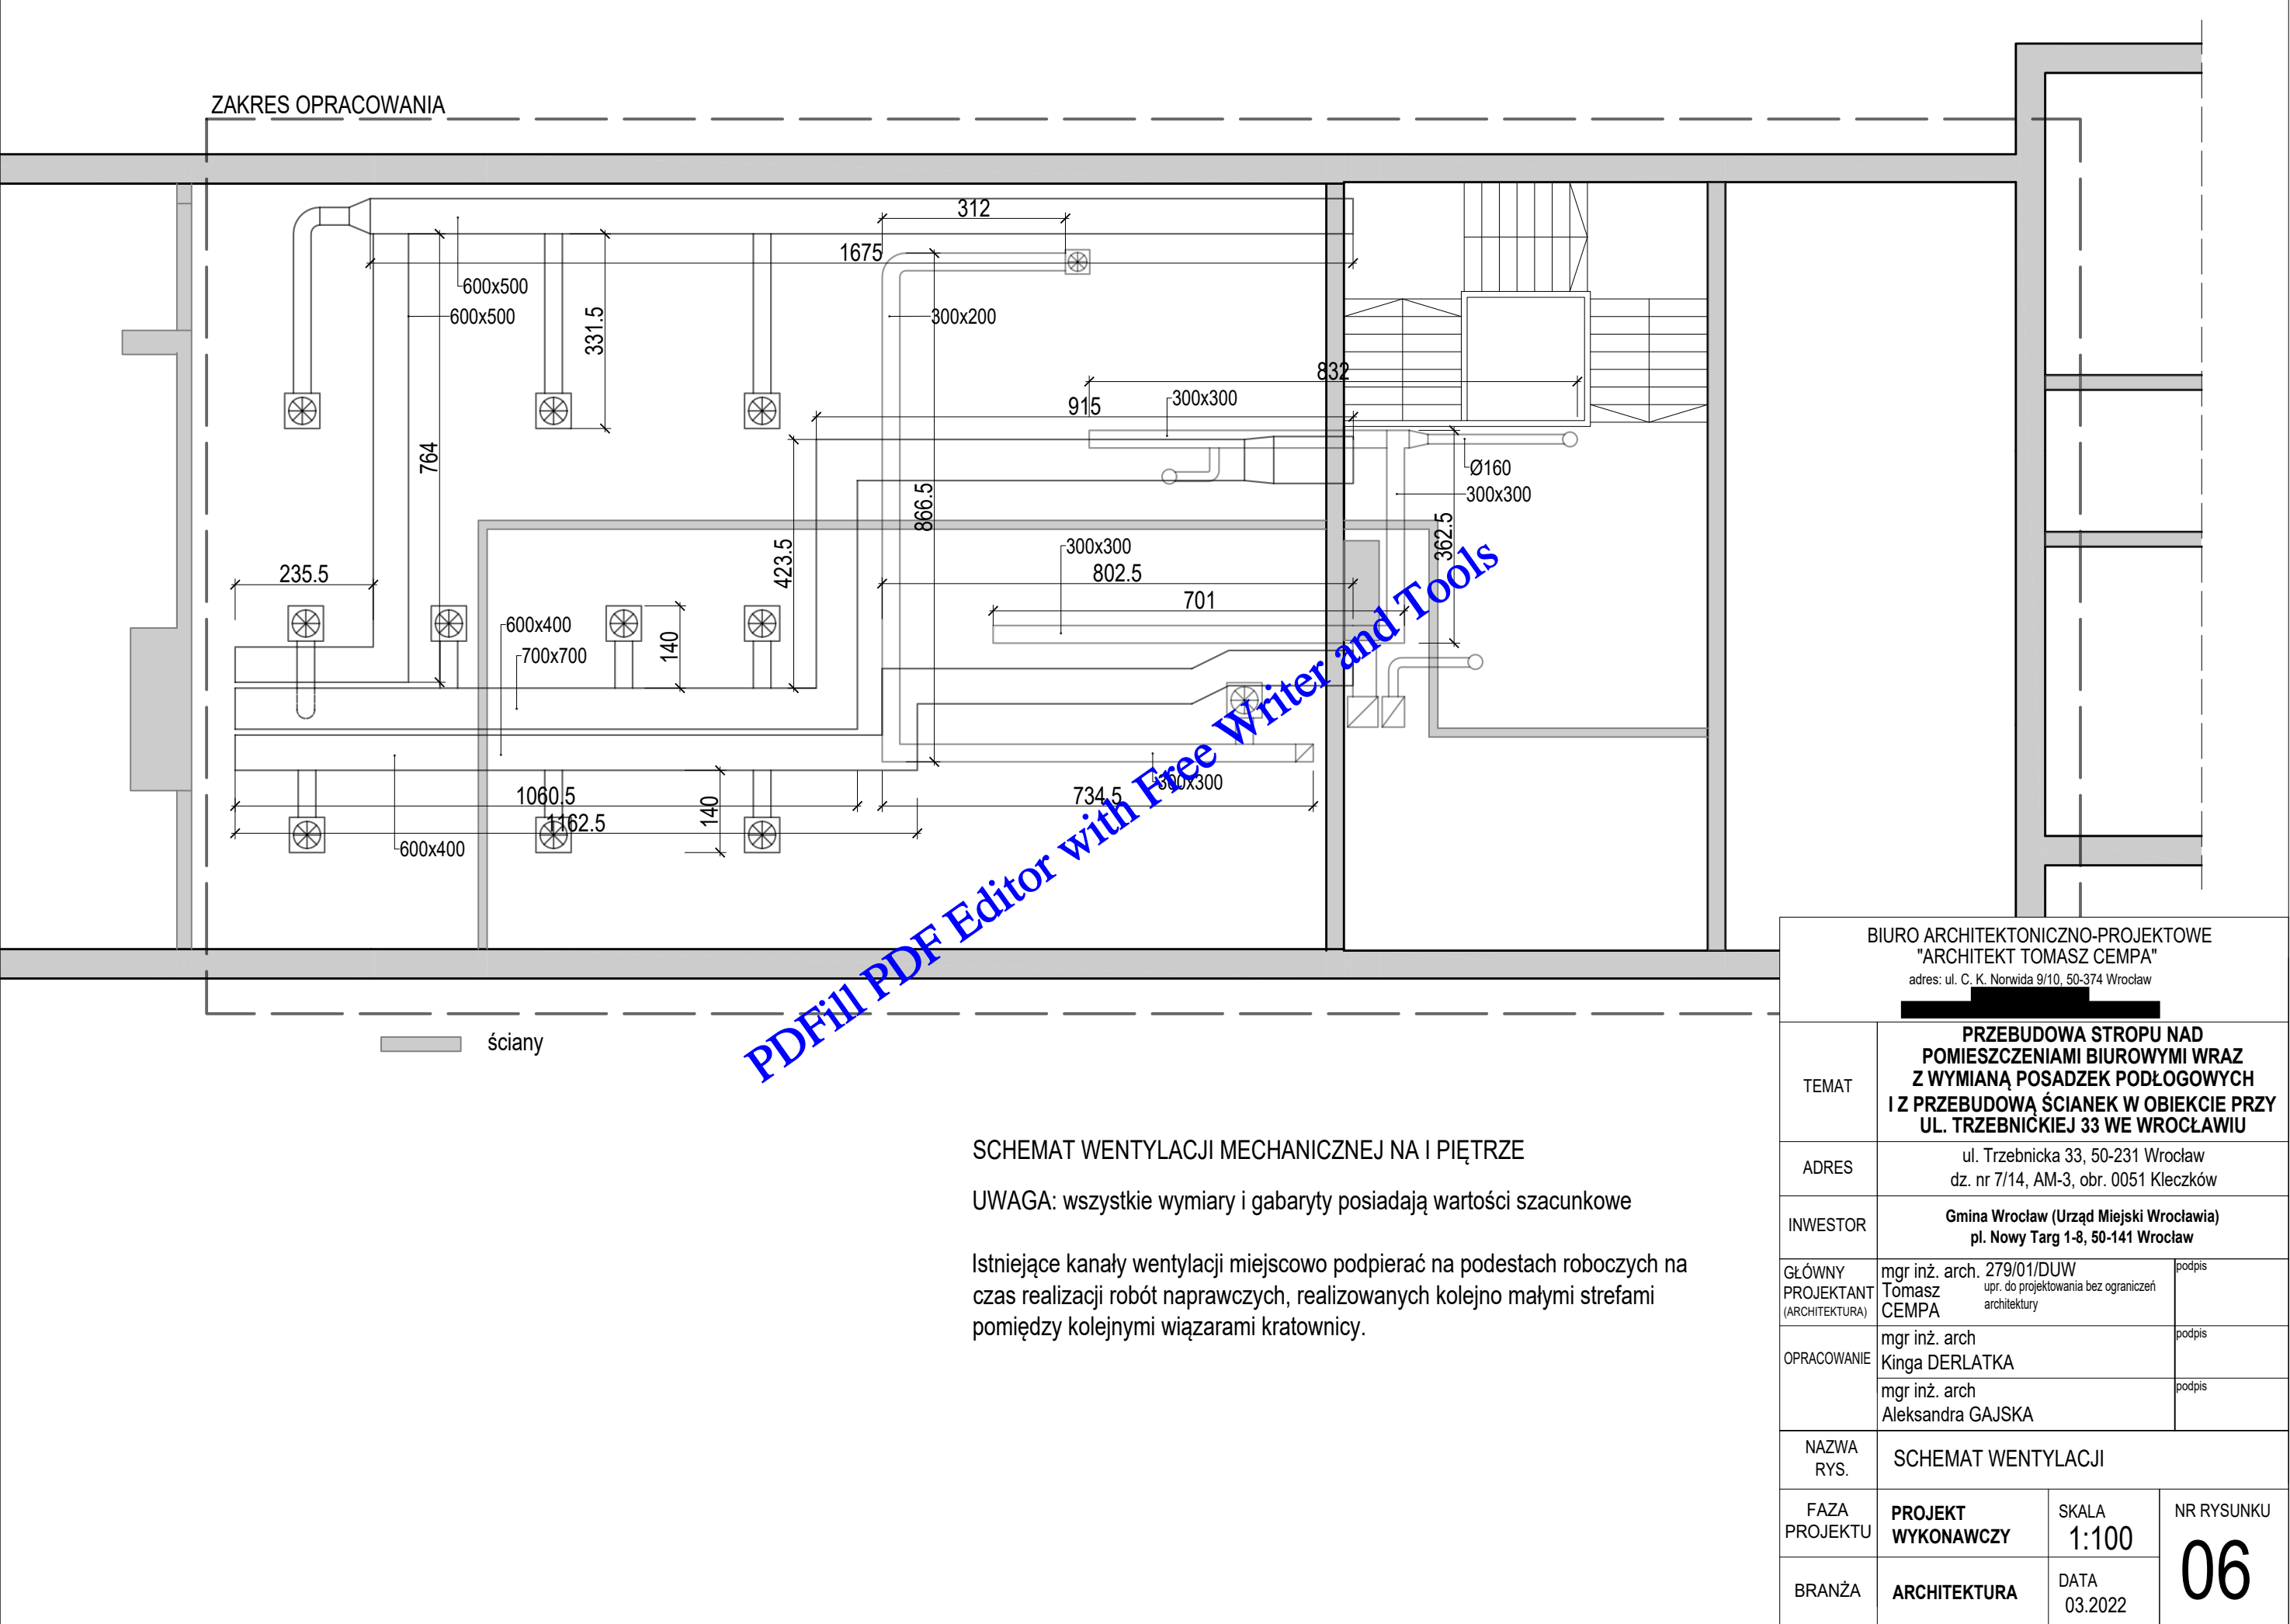 ZAKRES OPRACOWANIA
312
1675
600x500
600x500
331.5
300x200
832
915
300x300
764
Ø160
300x300
866.5
362.5
423.5
300x300
802.5
235.5
701
600x400
700x700
140
300x300
1060.5
734.5
140
1162.5
600x400
PDFill PDF Editor with Free Writer and Tools
ściany
SCHEMAT WENTYLACJI MECHANICZNEJ NA I PIĘTRZE
UWAGA: wszystkie wymiary i gabaryty posiadają wartości szacunkowe
Istniejące kanały wentylacji miejscowo podpierać na podestach roboczych na
czas realizacji robót naprawczych, realizowanych kolejno małymi strefami
pomiędzy kolejnymi wiązarami kratownicy.
BIURO ARCHITEKTONICZNO-PROJEKTOWE
"ARCHITEKT TOMASZ CEMPA"
adres: ul. C. K. Norwida 9/10, 50-374 Wrocław
TEMAT
PRZEBUDOWA STROPU NAD
POMIESZCZENIAMI BIUROWYMI WRAZ
Z WYMIANĄ POSADZEK PODŁOGOWYCH
I Z PRZEBUDOWĄ ŚCIANEK W OBIEKCIE PRZY
UL. TRZEBNICKIEJ 33 WE WROCŁAWIU
ADRES
ul. Trzebnicka 33, 50-231 Wrocław
dz. nr 7/14, AM-3, obr. 0051 Kleczków
INWESTOR
Gmina Wrocław (Urząd Miejski Wrocławia)
pl. Nowy Targ 1-8, 50-141 Wrocław
GŁÓWNY
PROJEKTANT
(ARCHITEKTURA)
mgr inż. arch.
Tomasz
CEMPA
279/01/DUW
upr. do projektowania bez ograniczeń
architektury
podpis
OPRACOWANIE
mgr inż. arch
Kinga DERLATKA
podpis
mgr inż. arch
Aleksandra GAJSKA
podpis
NAZWA
RYS.
SCHEMAT WENTYLACJI
FAZA
PROJEKTU
PROJEKT
WYKONAWCZY
SKALA
1:100
NR RYSUNKU
06
BRANŻA
ARCHITEKTURA
DATA
03.2022